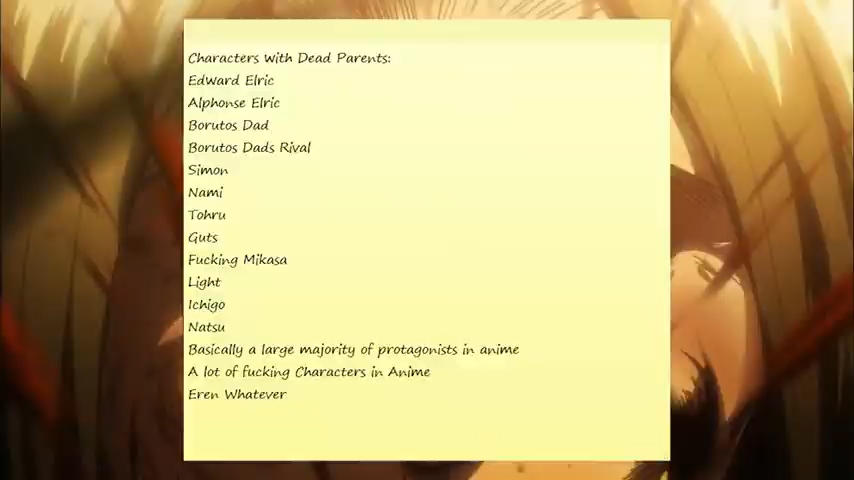 Characters With Dead Parents:
Edward Elric
Alphonse Elric
Borutos Dad
Borutos Dads Rival
Simon
Nami
Tohru
Guts
Fucking Mikasa
Light
Ichigo
Natsu
Basically a large majority of protagonists in anime
A lot of fucking Characters in Anime
Eren Whatever